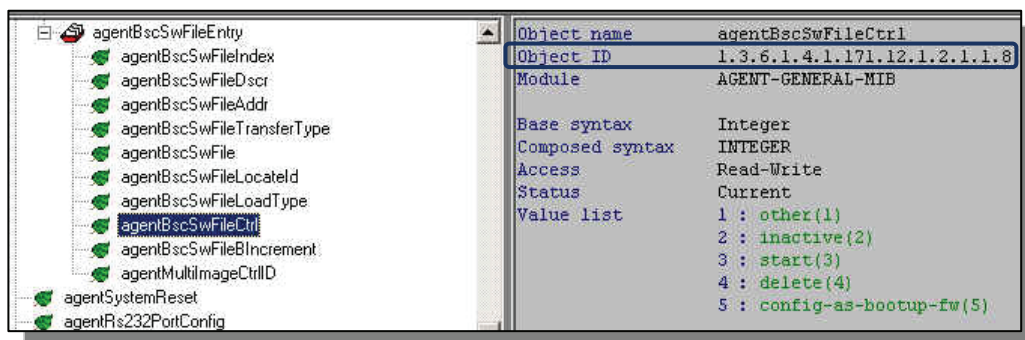 agentBscSwFileEntry
agentBscSwFileIndex
agentBscSwFileDscr
agentBscSwFileAddr
agentBscSwFileTransferType
agentBscSwFile
agentBscSwFileLocateId
agentBscSwFileLoadType
agentBscSwFileCtrl
agentBscSwFileBIncrement
agentMultiImageCtrlID
agentSystemReset
agentRs232PortConfig
Object name agentBscSwFileCtrl
Object ID 1.3.6.1.4.1.171.12.1.2.1.1.8
Module AGENT-GENERAL-MIB
Base syntax Integer
Composed syntax INTEGER
Access Read-Write
Status Current
Value list 1 : other(1)
2 : inactive(2)
3 : start(3)
4 : delete(4)
5 : config-as-bootup-fw(5)